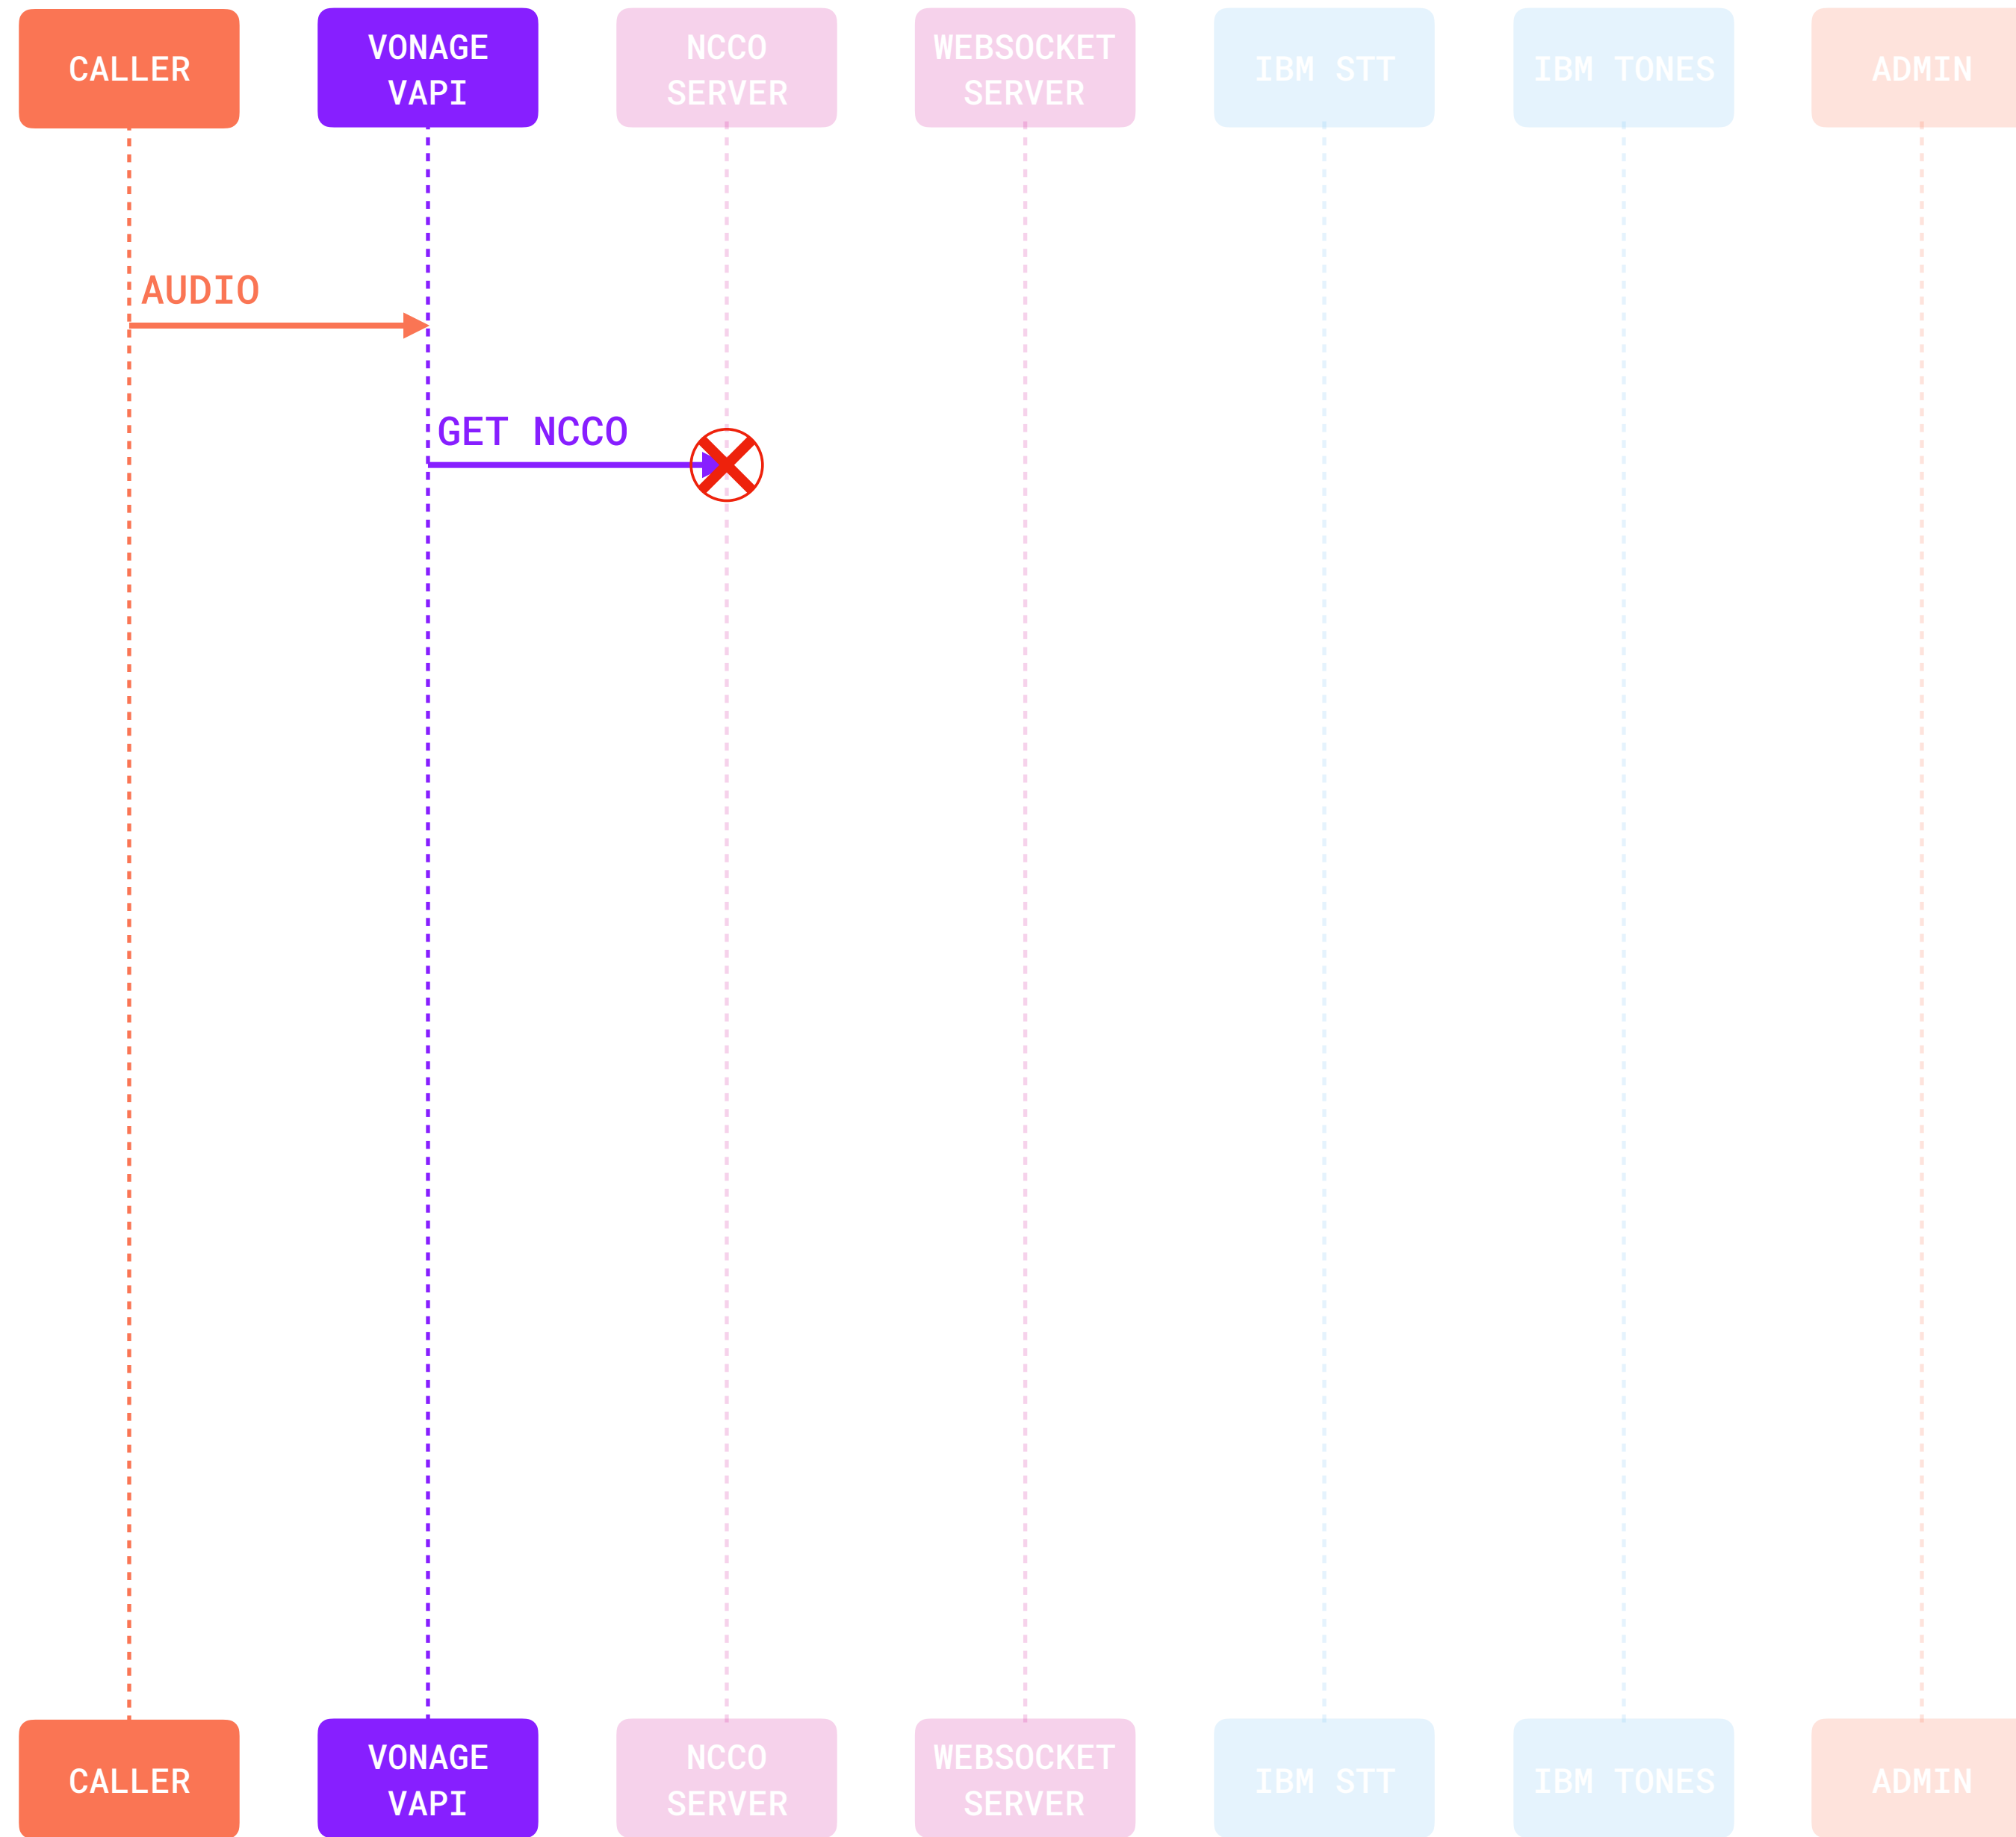 CALLER
VONAGE
VAPI
NCCO
SERVER
WEBSOCKET
SERVER
IBM STT
IBM TONES
ADMIN
AUDIO
GET NCCO
CALLER
VONAGE
VAPI
NCCO
SERVER
WEBSOCKET
SERVER
IBM STT
IBM TONES
ADMIN